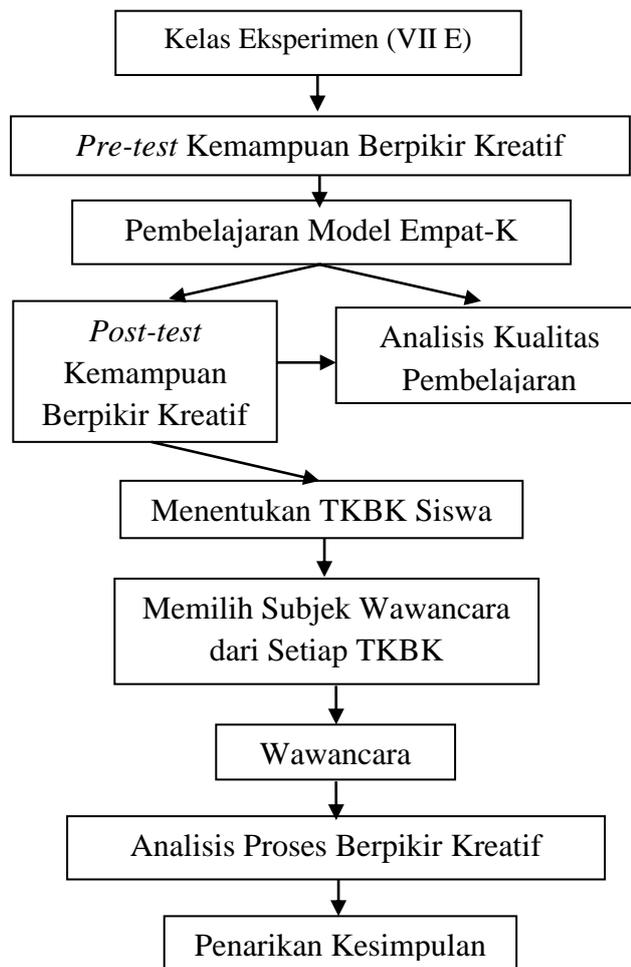 Kelas Eksperimen (VII E)
Pre-test Kemampuan Berpikir Kreatif
Pembelajaran Model Empat-K
Post-test
Kemampuan
Berpikir Kreatif
Analisis Kualitas
Pembelajaran
Menentukan TKBK Siswa
Memilih Subjek Wawancara
dari Setiap TKBK
Wawancara
Analisis Proses Berpikir Kreatif
Penarikan Kesimpulan